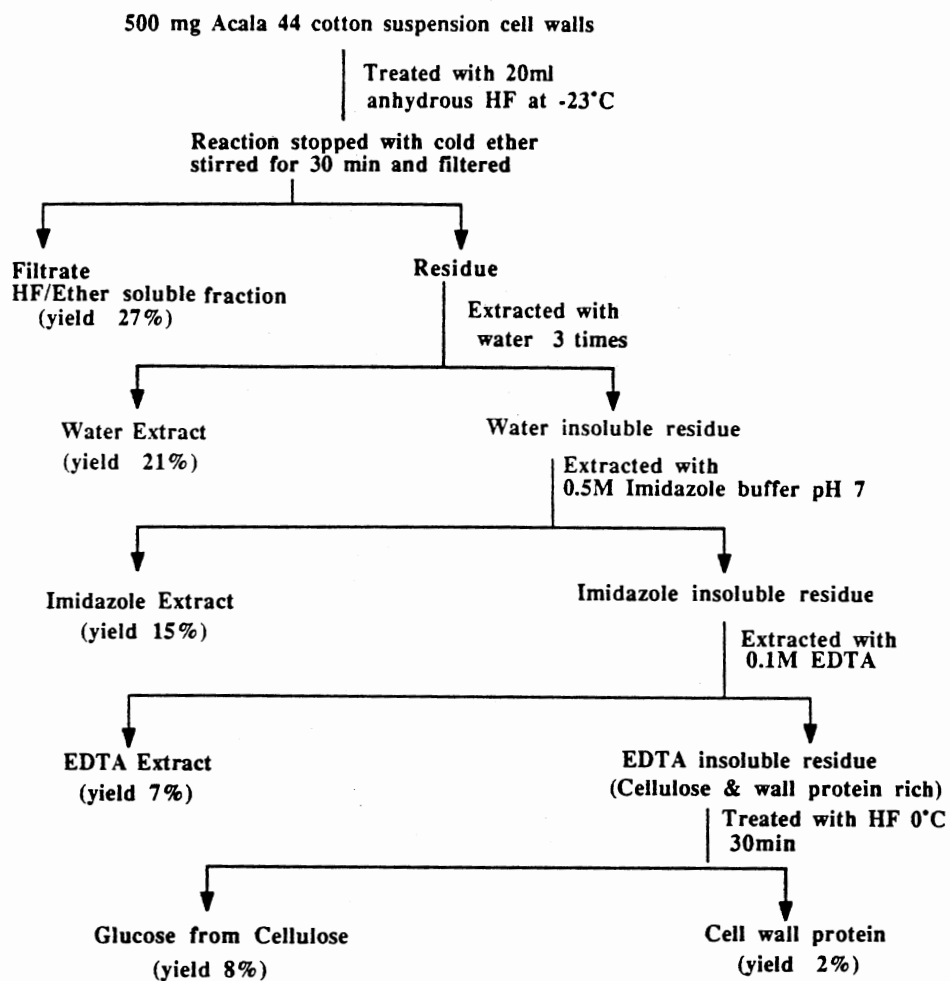 500 mg Acala 44 cotton suspension cell walls
Treated with 20ml
anhydrous HF at -23°C
Reaction stopped with cold ether
stirred for 30 min and filtered
Filtrate
HF/Ether soluble fraction
(yield 27%)
Residue
Extracted with
water 3 times
Water Extract
(yield 21%)
Water insoluble residue
Extracted with
0.5M Imidazole buffer pH 7
Imidazole Extract
(yield 15%)
Imidazole insoluble residue
Extracted with
0.1M EDTA
EDTA Extract
(yield 7%)
EDTA insoluble residue
(Cellulose & wall protein rich)
Treated with HF 0°C
30min
Glucose from Cellulose
(yield 8%)
Cell wall protein
(yield 2%)